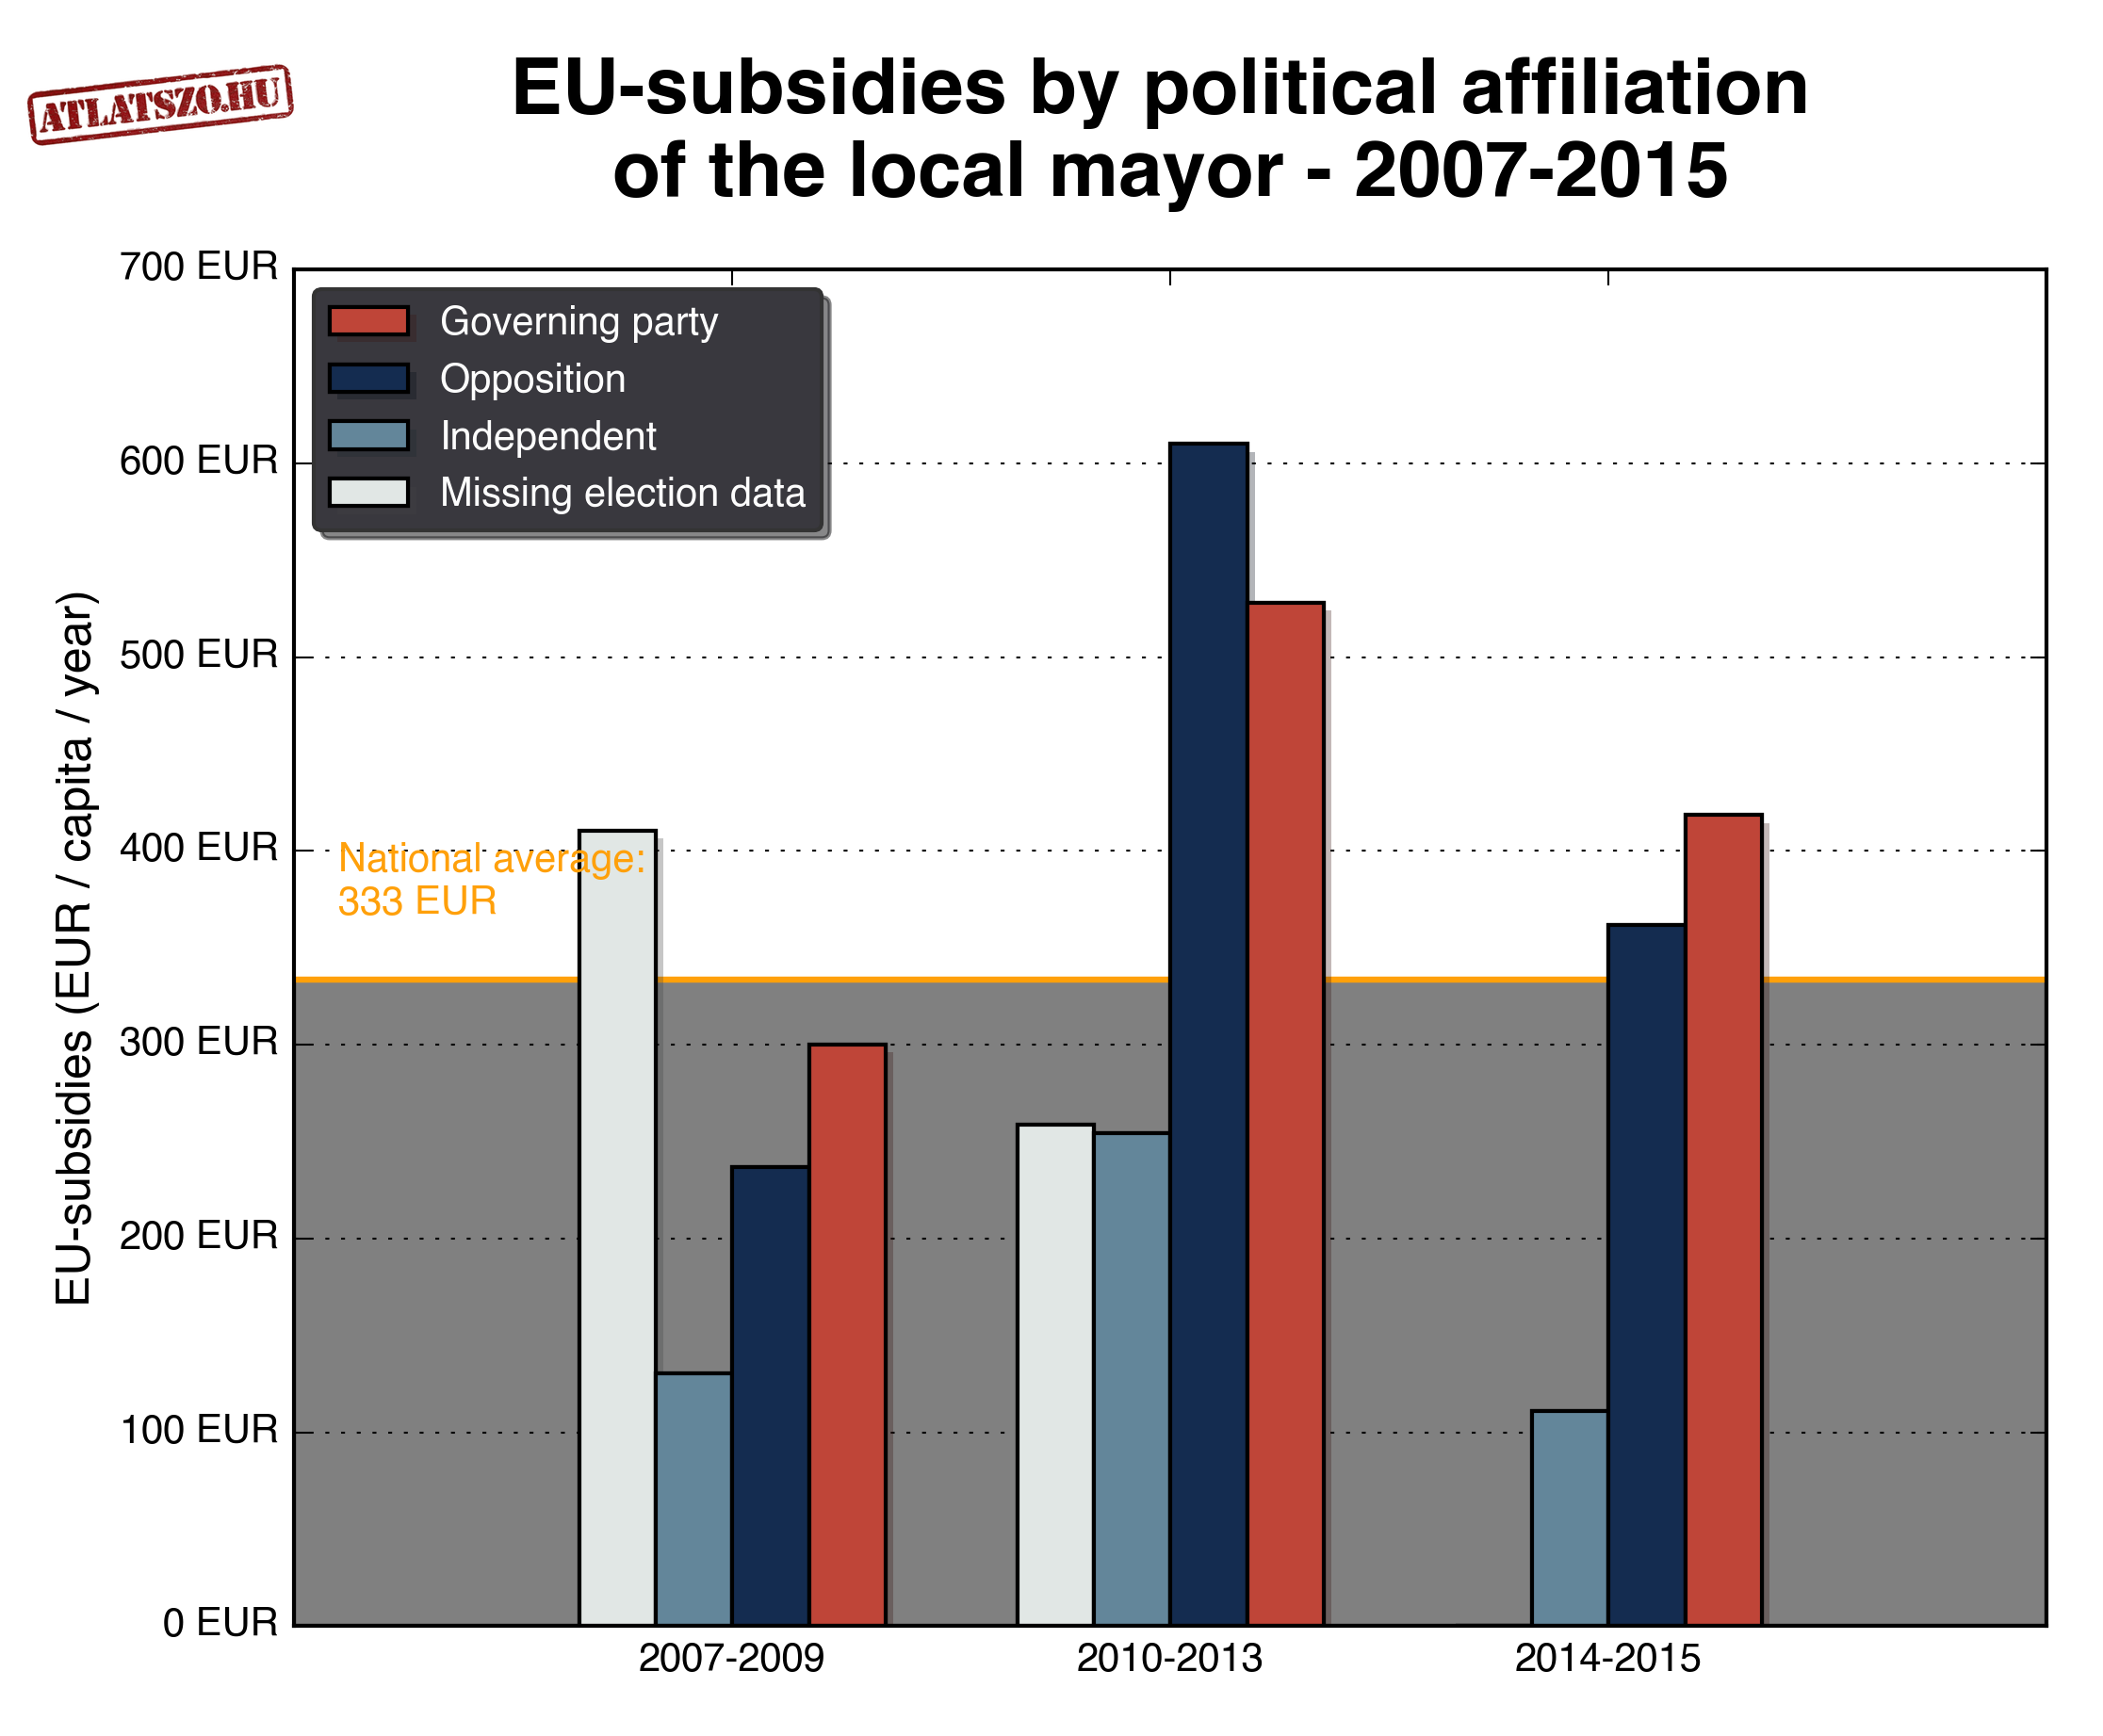 ATLATSZO.HU
EU-subsidies by political affiliation
of the local mayor - 2007-2015
EU-subsidies (EUR / capita / year)
700 EUR
600 EUR
500 EUR
400 EUR
300 EUR
200 EUR
100 EUR
0 EUR
Governing party
Opposition
Independent
Missing election data
National average:
333 EUR
2007-2009
2010-2013
2014-2015